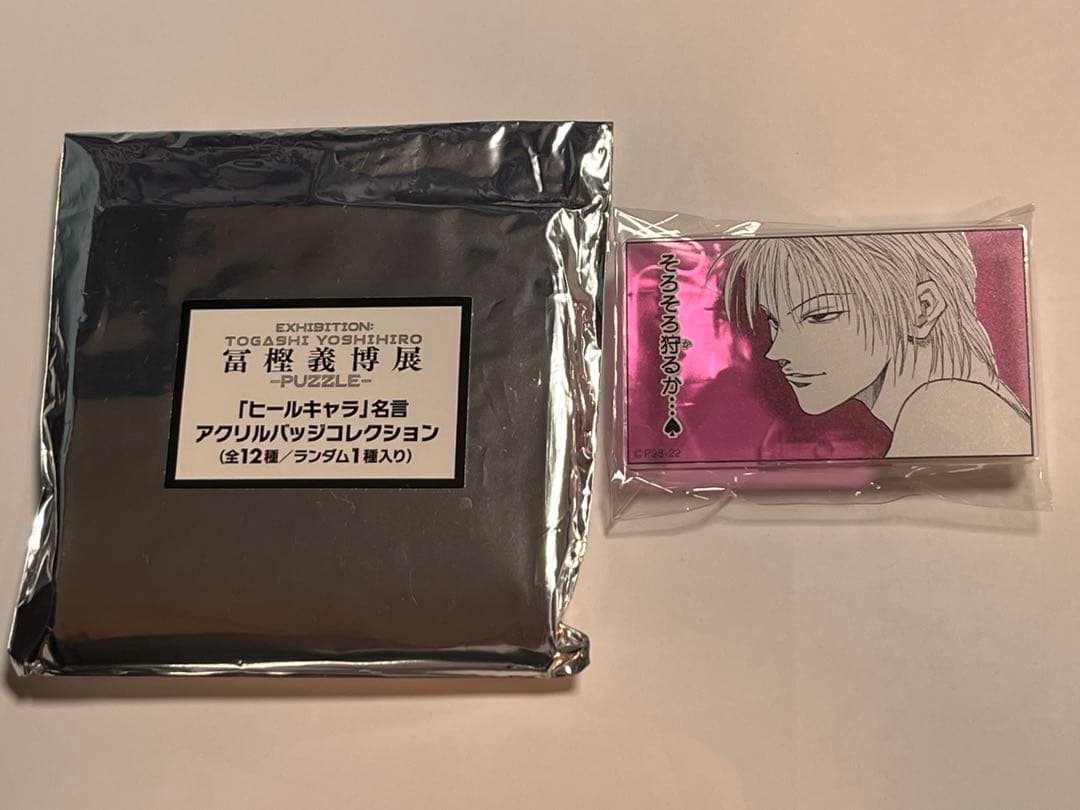 EXHIBITION:
TOGASHI YOSHIHIRO
冨樫義博展
-PUZZLE-
「ヒールキャラ」名言
アクリルバッジコレクション
(全12種/ランダム1種入り)
そろそろ狩るか…♠
か
©P98-22